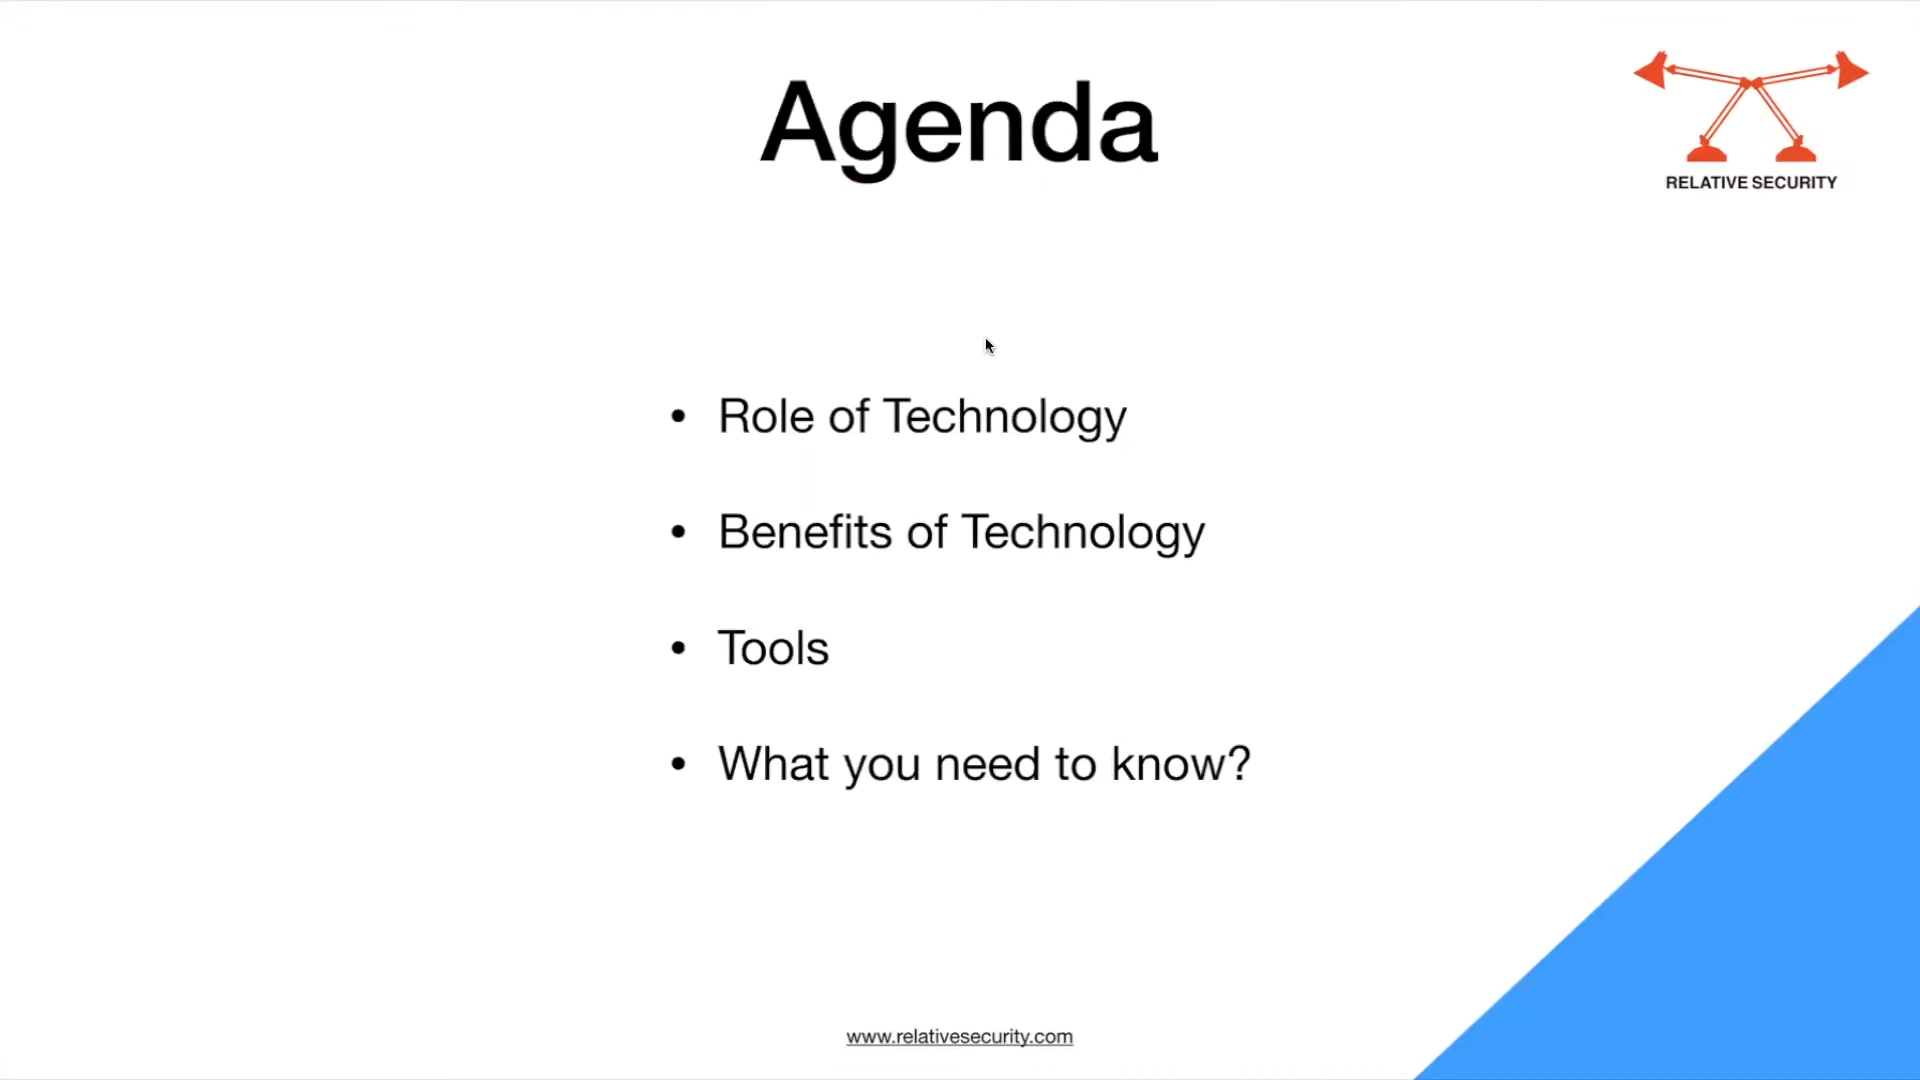 Agenda
RELATIVE SECURITY
• Role of Technology
• Benefits of Technology
• Tools
• What you need to know?
www.relativesecurity.com